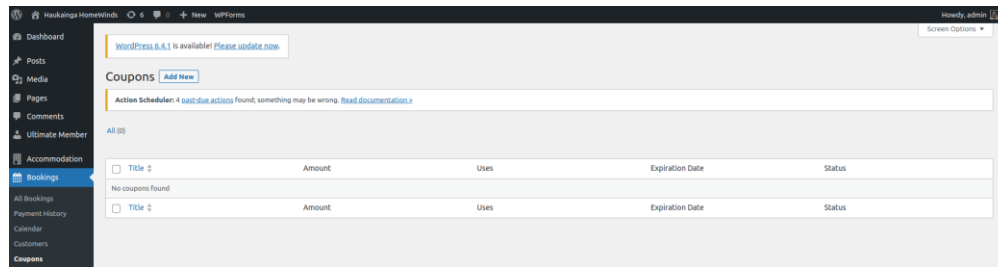 Haukainga HomeWinds 6 0 + New WPForms Howdy, admin
Dashboard
Screen Options ▼
WordPress 6.4.1 is available! Please update now.
Posts
Media
Coupons Add New
Pages
Action Scheduler: 4 past-due actions found; something may be wrong. Read documentation »
Comments
Ultimate Member
All (0)
Accommodation
Title Amount Uses Expiration Date Status
Bookings
No coupons found
All Bookings
Title Amount Uses Expiration Date Status
Payment History
Calendar
Customers
Coupons